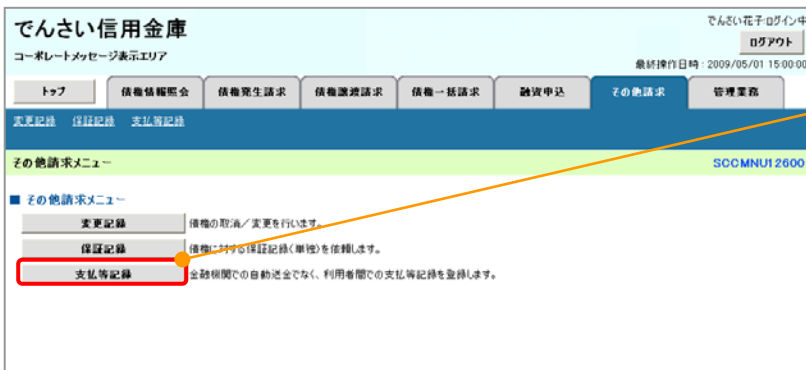 でんさい信用金庫
でんさい花子:ログイン中
ログアウト
コーポレートメッセージ表示エリア
最終操作日時:2009/05/01 15:00:00
トップ 債権情報照会 債権発生請求 債権譲渡請求 債権一括請求 融資申込 その他請求 管理業務
変更記録 保証記録 支払等記録
その他請求メニュー SCCMNU12600
■ その他請求メニュー
変更記録 債権の取消/変更を行います。
保証記録 債権に対する保証記録(単独)を依頼します。
支払等記録 金融機関での自動送金でなく、利用者間での支払等記録を登録します。